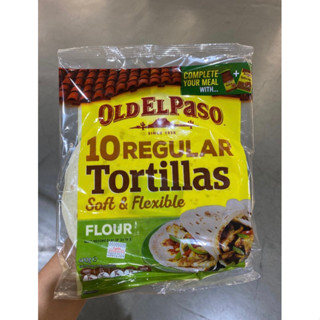 COMPLETE
YOUR MEAL
WITH...
OLD EL PASO
SINCE 1938
10 REGULAR
Tortillas
Soft & Flexible
FLOUR